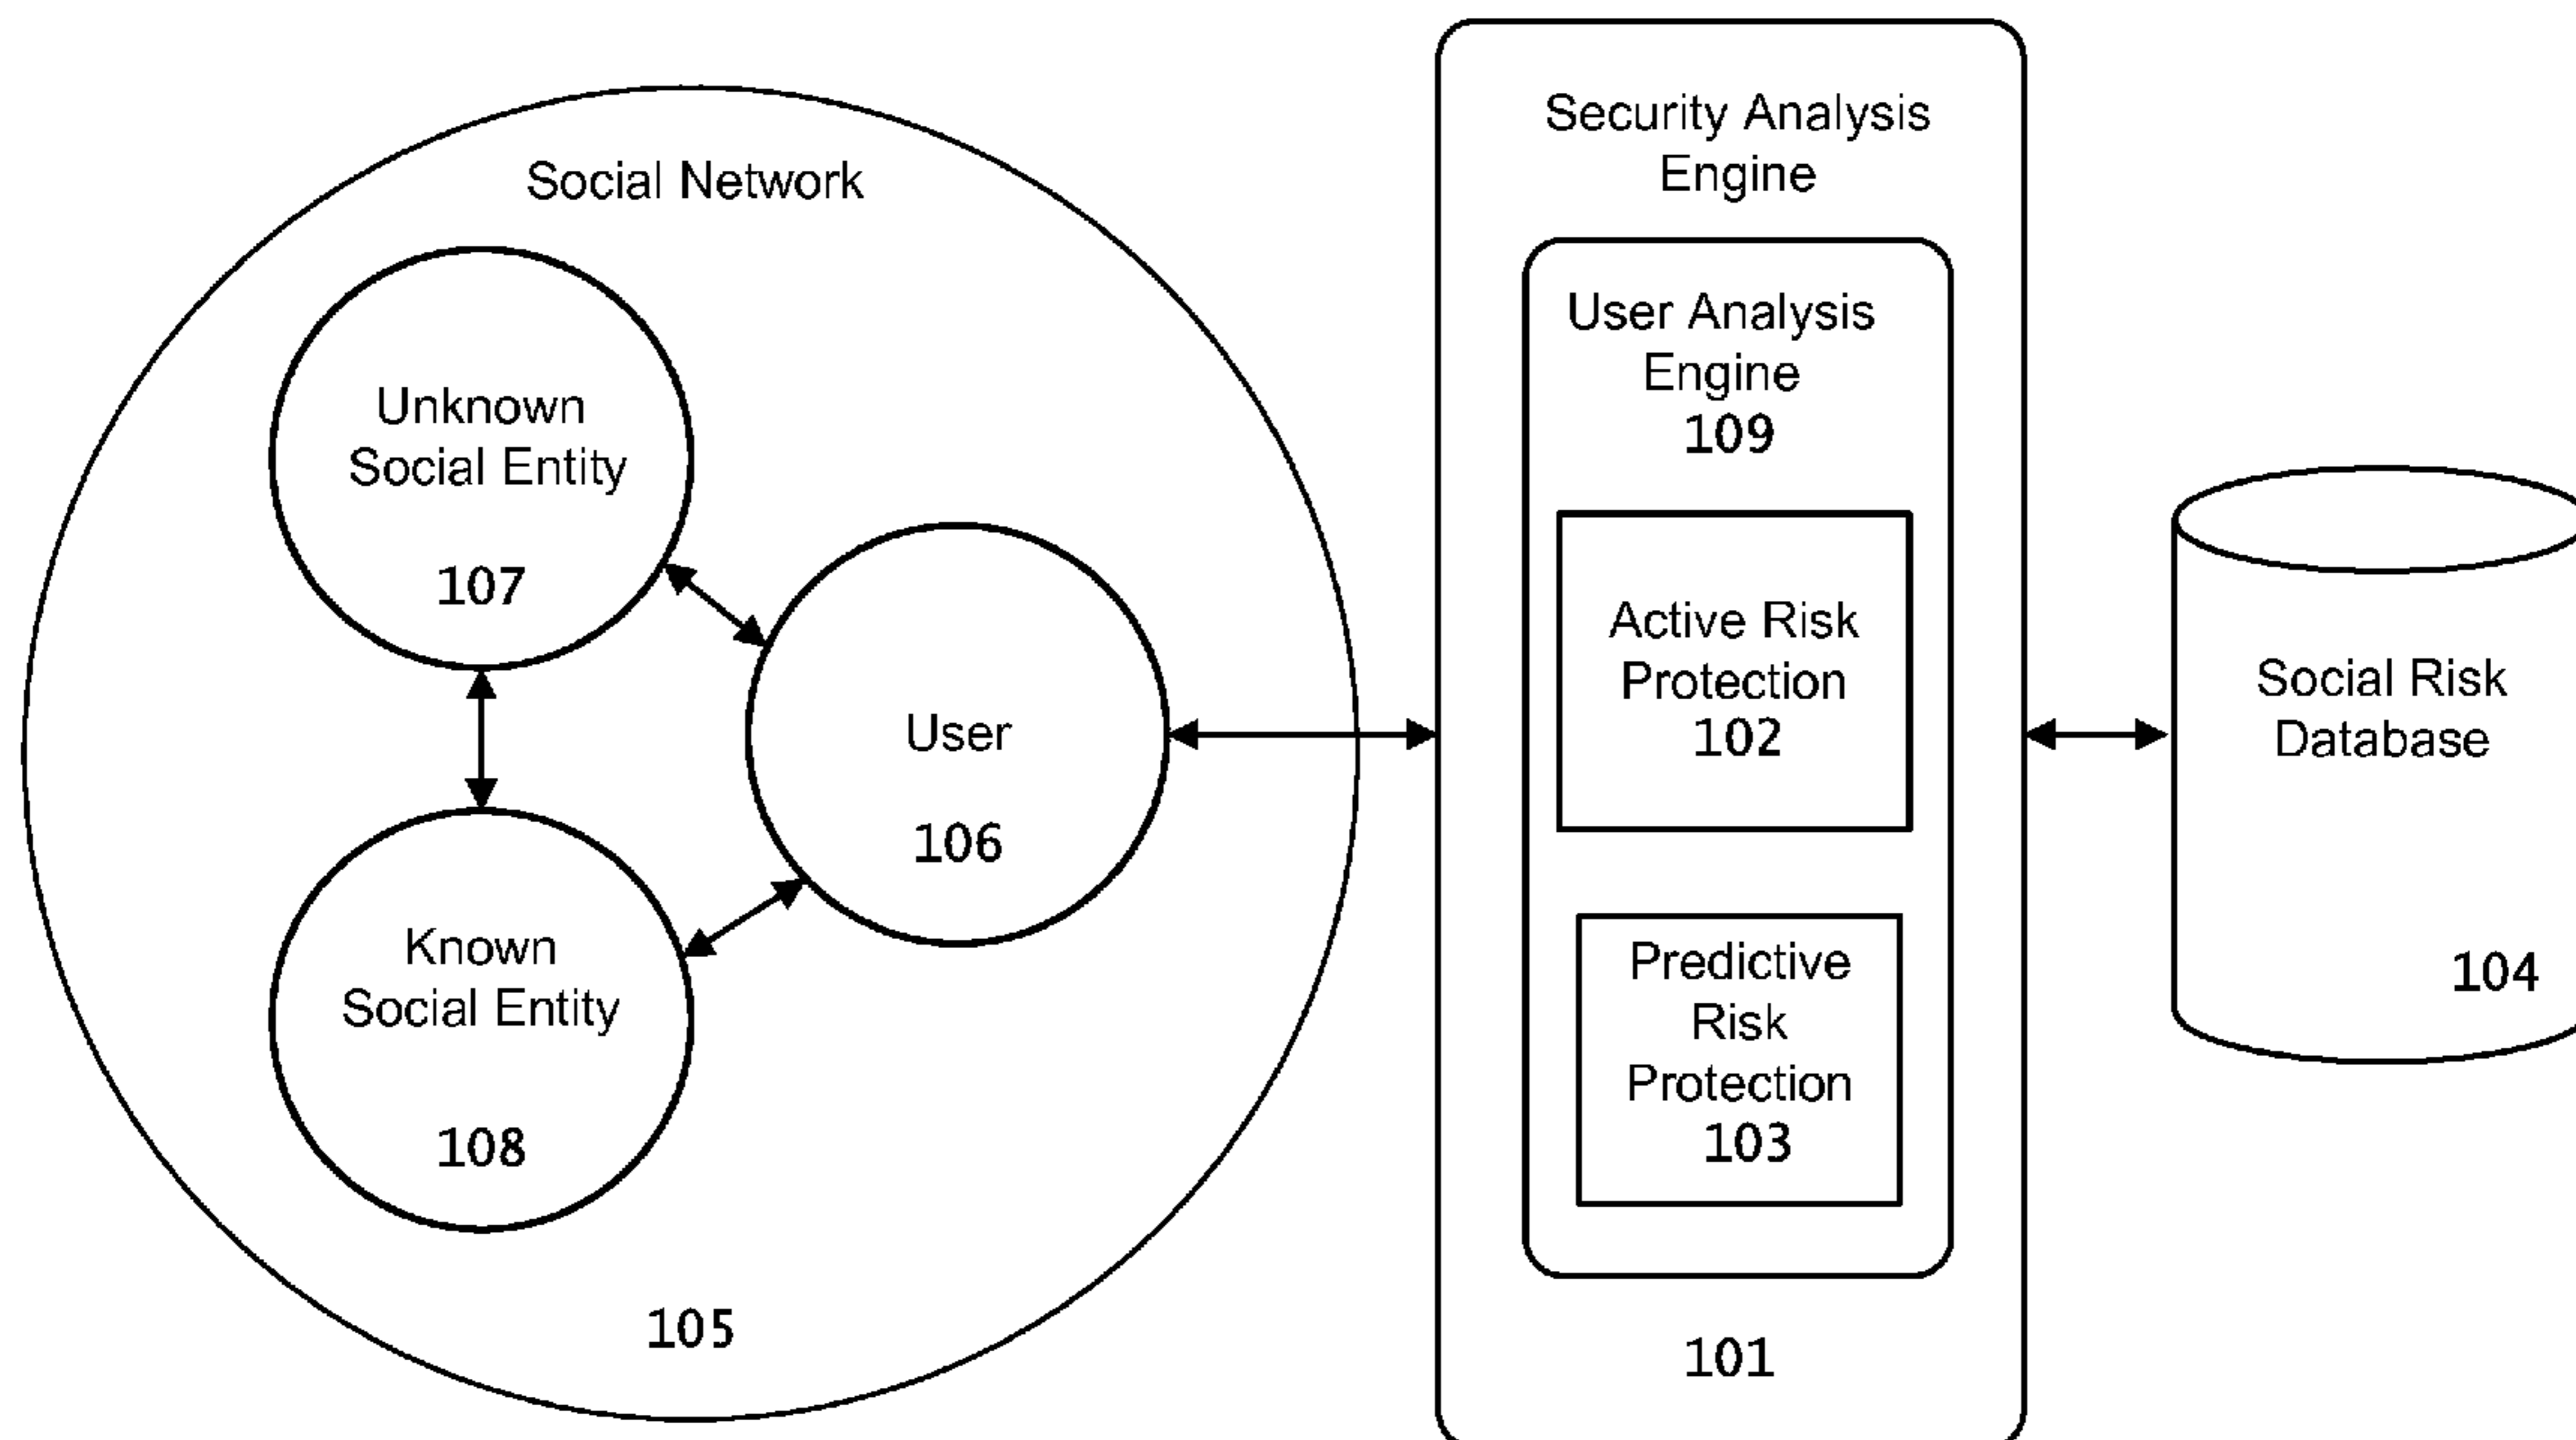 Social Network
Unknown
Social Entity
107
User
106
Known
Social Entity
108
105
Security Analysis
Engine
User Analysis
Engine
109
Active Risk
Protection
102
Predictive
Risk
Protection
103
101
Social Risk
Database
104